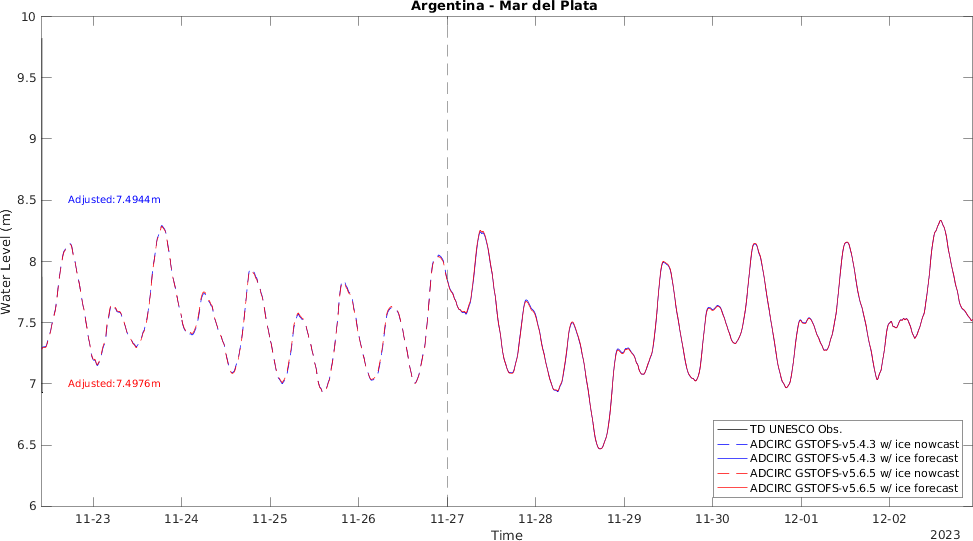 Argentina - Mar del Plata
10
9.5
9
8.5
8
7.5
7
6.5
6
Water Level (m)
Adjusted:7.4944m
Adjusted:7.4976m
TD UNESCO Obs.
ADCIRC GSTOFS-v5.4.3 w/ ice nowcast
ADCIRC GSTOFS-v5.4.3 w/ ice forecast
ADCIRC GSTOFS-v5.6.5 w/ ice nowcast
ADCIRC GSTOFS-v5.6.5 w/ ice forecast
11-23 11-24 11-25 11-26 11-27 11-28 11-29 11-30 12-01 12-02
Time
2023